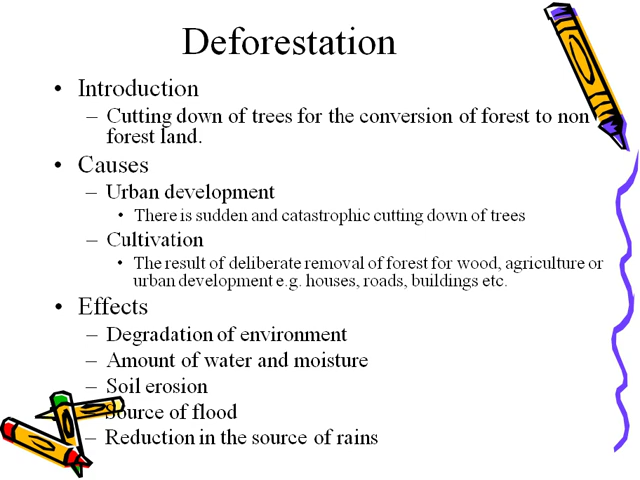 Deforestation
• Introduction
– Cutting down of trees for the conversion of forest to non
forest land.
• Causes
– Urban development
• There is sudden and catastrophic cutting down of trees
– Cultivation
• The result of deliberate removal of forest for wood, agriculture or
urban development e.g. houses, roads, buildings etc.
• Effects
– Degradation of environment
– Amount of water and moisture
– Soil erosion
– Source of flood
– Reduction in the source of rains